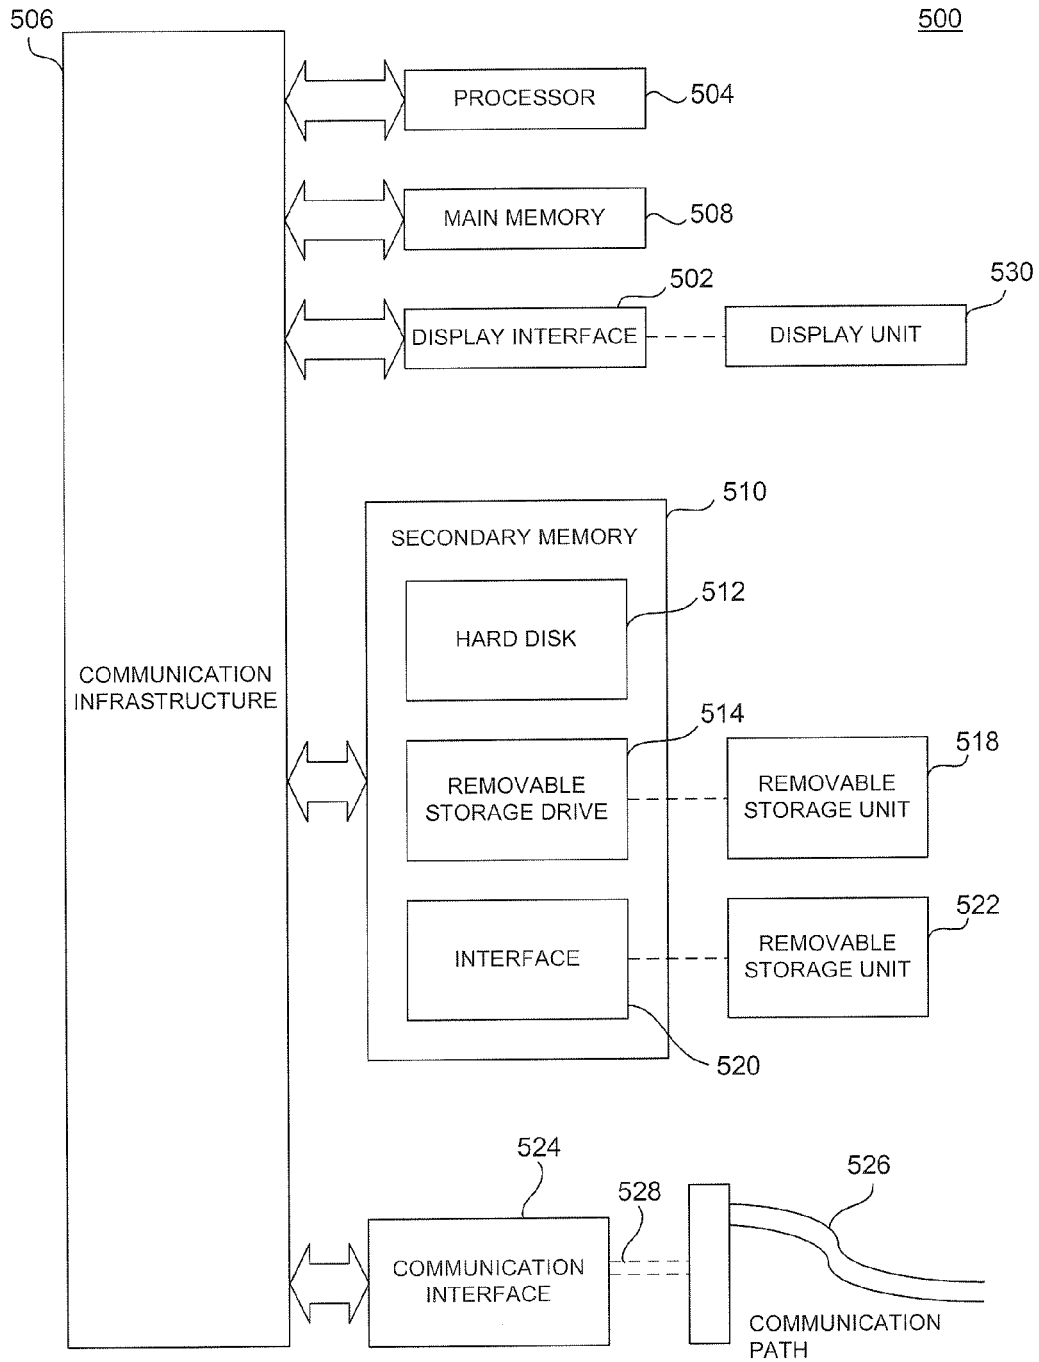 506
500
PROCESSOR
504
MAIN MEMORY
508
502
530
DISPLAY INTERFACE
DISPLAY UNIT
510
SECONDARY MEMORY
512
HARD DISK
COMMUNICATION
INFRASTRUCTURE
514
518
REMOVABLE
STORAGE DRIVE
REMOVABLE
STORAGE UNIT
522
INTERFACE
REMOVABLE
STORAGE UNIT
520
524
526
528
COMMUNICATION
INTERFACE
COMMUNICATION
PATH